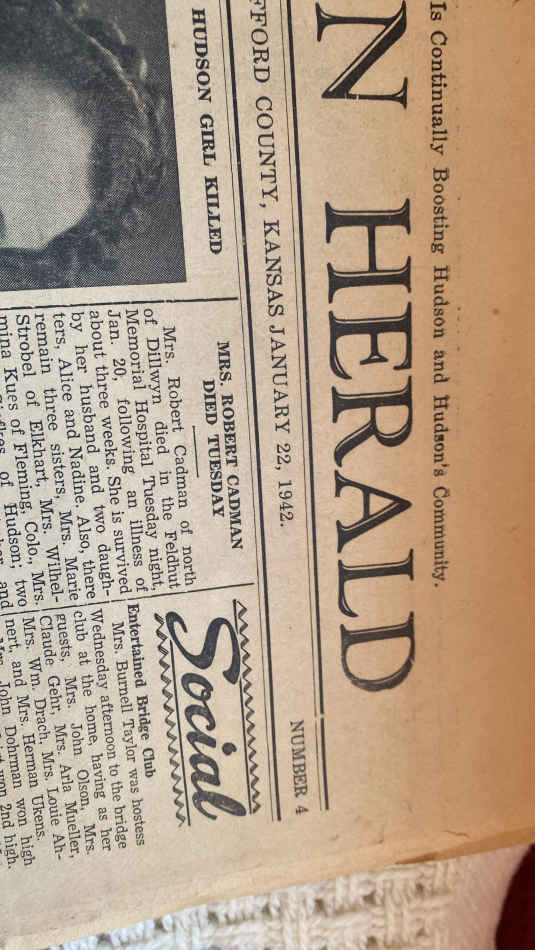 Is Continually Boosting Hudson and Hudson's Community.
N HERALD
FFORD COUNTY, KANSAS JANUARY 22, 1942.
NUMBER 4
HUDSON GIRL KILLED
MRS. ROBERT CADMAN
DIED TUESDAY
Mrs. Robert Cadman of north
of Dillwyn died in the Feldhut
Memorial Hospital Tuesday night,
Jan. 20, following an illness of
about three weeks. She is survived
by her husband and two daugh-
ters, Alice and Nadine. Also, there
remain three sisters, Mrs. Marie
Strobel of Elkhart, Mrs. Wilhel-
mina Kues of Fleming, Colo., Mrs.
of Hudson; two
and
Social
Entertained Bridge Club
Mrs. Burnell Taylor was hostess
Wednesday afternoon to the bridge
club at the home, having as her
guests, Mrs. John Olson, Mrs.
Claude Gehr, Mrs. Arla Mueller,
Mrs. Wm. Drach, Mrs. Louie Ah-
nert, and Mrs. Herman Ukens.
Mrs. John Dohrman won high
won 2nd high.